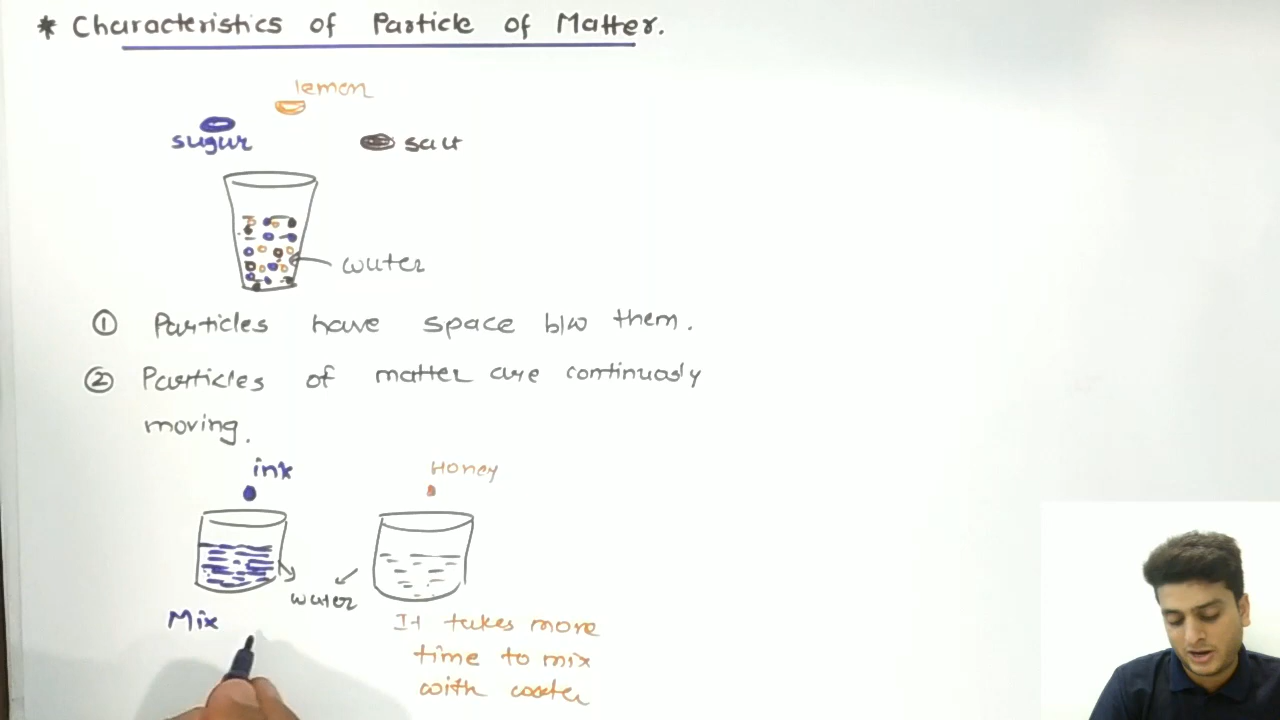 * Characteristics of Particle of Matter.
lemon
sugur
salt
water
① Particles have space b/w them.
② Particles of matter are continuously
moving.
ink
Honey
water
Mix
It takes more
time to mix
with water